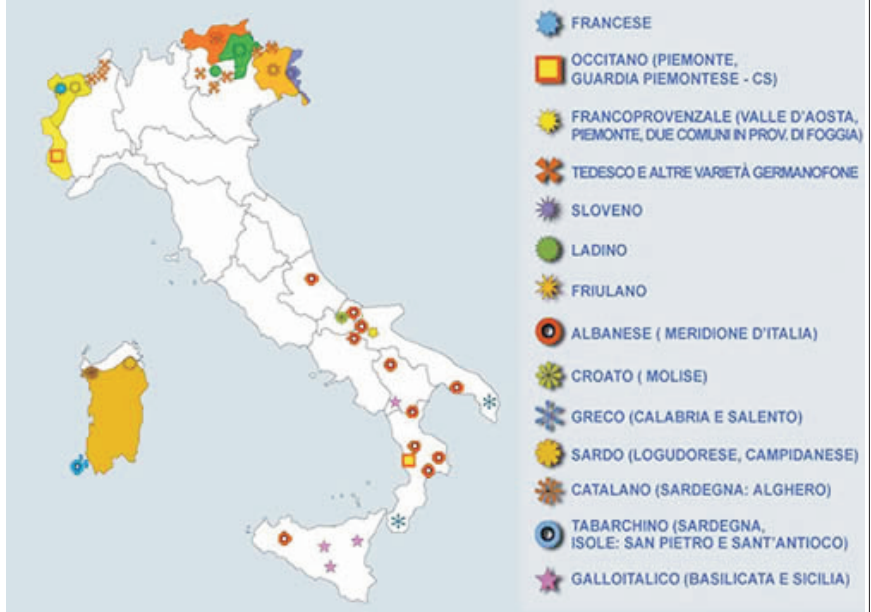 FRANCESE
OCCITANO (PIEMONTE,
GUARDIA PIEMONTESE - CS)
FRANCOPROVENZALE (VALLE D'AOSTA,
PIEMONTE, DUE COMUNI IN PROV. DI FOGGIA)
TEDESCO E ALTRE VARIETÀ GERMANOFONE
SLOVENO
LADINO
FRIULANO
ALBANESE ( MERIDIONE D'ITALIA)
CROATO ( MOLISE)
GRECO (CALABRIA E SALENTO)
SARDO (LOGUDORESE, CAMPIDANESE)
CATALANO (SARDEGNA: ALGHERO)
TABARCHINO (SARDEGNA,
ISOLE: SAN PIETRO E SANT'ANTIOCO)
GALLOITALICO (BASILICATA E SICILIA)